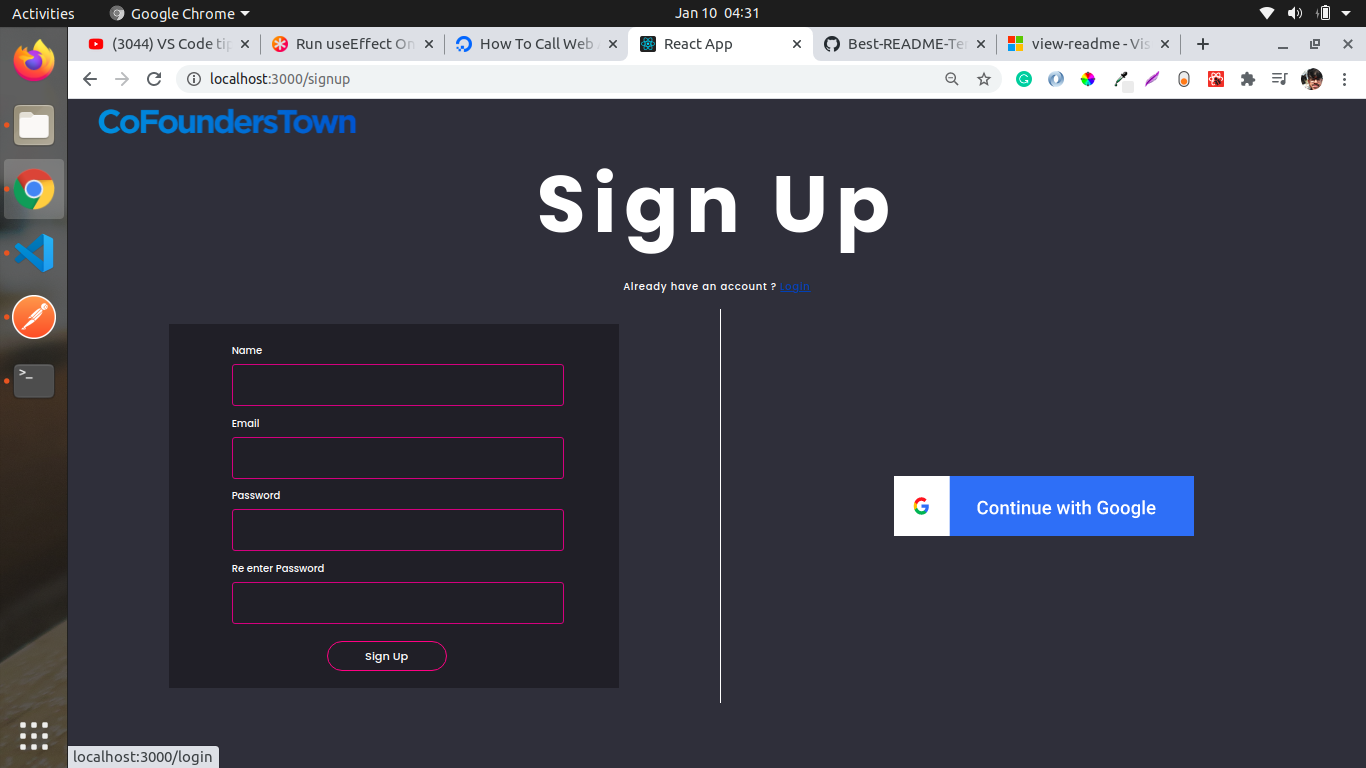 Activities Google Chrome Jan 10 04:31
(3044) VS Code tip Run useEffect On How To Call Web A React App Best-README-Ter view-readme - Vis
localhost:3000/signup
CoFoundersTown
Sign Up
Already have an account ? Login
Name
Email
Password
Re enter Password
Sign Up
Continue with Google
localhost:3000/login